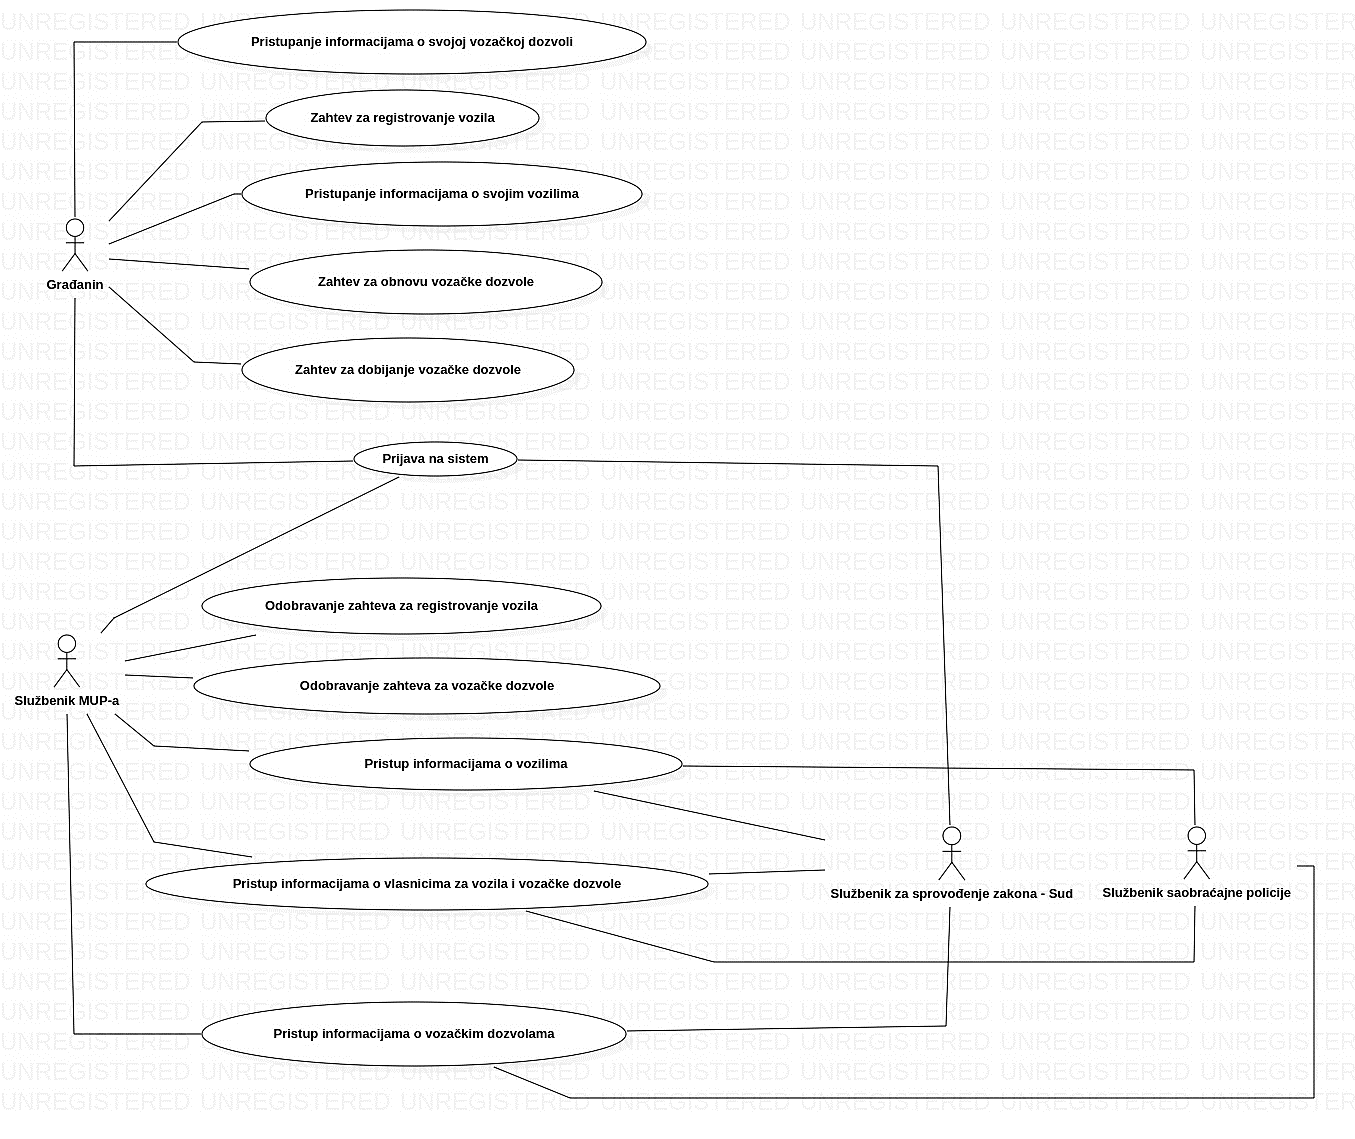 Pristupanje informacijama o svojoj vozačkoj dozvoli
Zahtev za registrovanje vozila
Pristupanje informacijama o svojim vozilima
Građanin
Zahtev za obnovu vozačke dozvole
Zahtev za dobijanje vozačke dozvole
Prijava na sistem
Odobravanje zahteva za registrovanje vozila
Službenik MUP-a
Odobravanje zahteva za vozačke dozvole
Pristup informacijama o vozilima
Pristup informacijama o vlasnicima za vozila i vozačke dozvole
Službenik za sprovođenje zakona - Sud
Službenik saobraćajne policije
Pristup informacijama o vozačkim dozvolama
UNREGISTERED